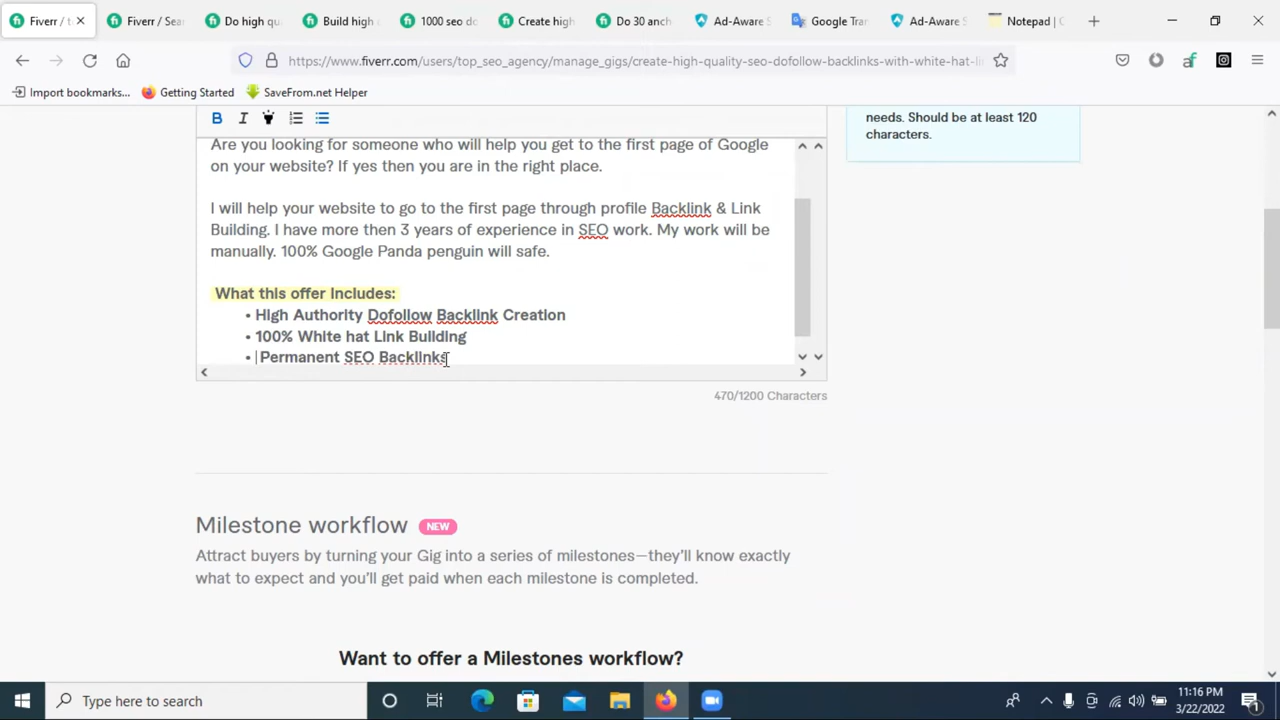 Fiverr / t
Fiverr / Sea
Do high qu
Build high
1000 seo do
Create high
Do 30 anch
Ad-Aware S
Google Tran
Ad-Aware S
Notepad | C
https://www.fiverr.com/users/top_seo_agency/manage_gigs/create-high-quality-seo-dofollow-backlinks-with-white-hat-li
Import bookmarks...
Getting Started
SaveFrom.net Helper
B I
needs. Should be at least 120
characters.
Are you looking for someone who will help you get to the first page of Google
on your website? If yes then you are in the right place.
I will help your website to go to the first page through profile Backlink & Link
Building. I have more then 3 years of experience in SEO work. My work will be
manually. 100% Google Panda penguin will safe.
What this offer Includes:
• High Authority Dofollow Backlink Creation
• 100% White hat Link Building
• Permanent SEO Backlinks
470/1200 Characters
Milestone workflow NEW
Attract buyers by turning your Gig into a series of milestones—they'll know exactly
what to expect and you'll get paid when each milestone is completed.
Want to offer a Milestones workflow?
Type here to search
11:16 PM
3/22/2022
1